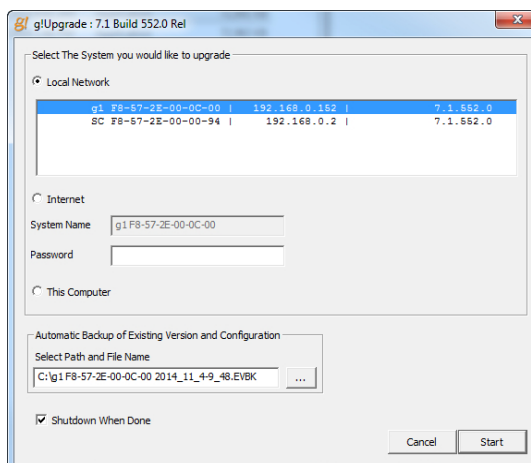 g! g!Upgrade : 7.1 Build 552.0 Rel x
Select The System you would like to upgrade
Local Network
g1 F8-57-2E-00-0C-00 | 192.168.0.152 | 7.1.552.0
SC F8-57-2E-00-00-94 | 192.168.0.2 | 7.1.552.0
Internet
System Name g1 F8-57-2E-00-0C-00
Password
This Computer
Automatic Backup of Existing Version and Configuration
Select Path and File Name
C:\g1 F8-57-2E-00-0C-00 2014_11_4-9_48.EVBK ...
Shutdown When Done
Cancel Start